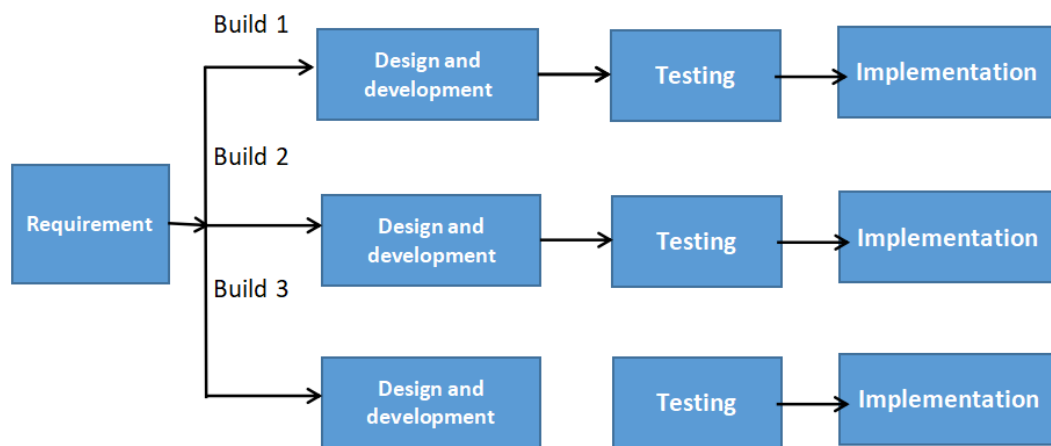 Build 1
Design and
development
Testing
Implementation
Build 2
Requirement
Design and
development
Testing
Implementation
Build 3
Design and
development
Testing
Implementation